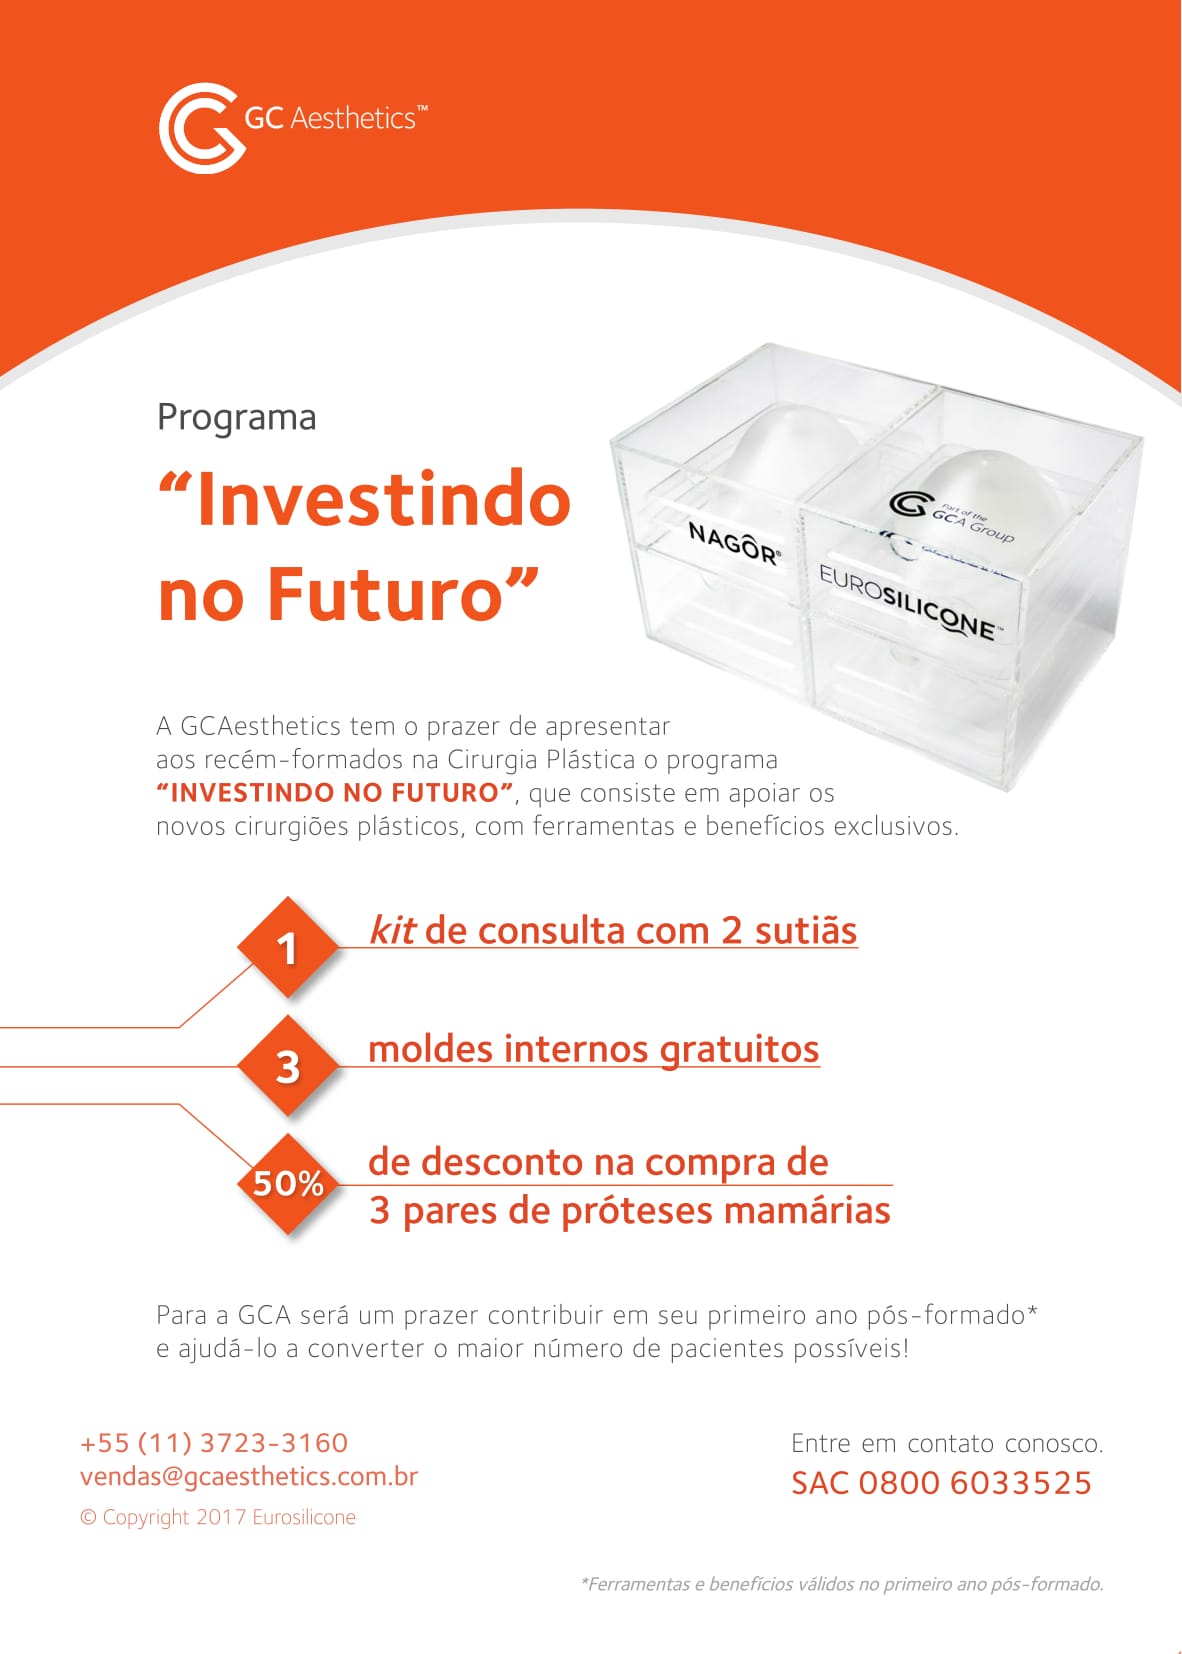 GC Aesthetics™
Programa
“Investindo
no Futuro”
NAGÔR®
Part of the
GCA Group
EUROSILICONE™
A GCAesthetics tem o prazer de apresentar
aos recém-formados na Cirurgia Plástica o programa
“INVESTINDO NO FUTURO”, que consiste em apoiar os
novos cirurgiões plásticos, com ferramentas e benefícios exclusivos.
1 kit de consulta com 2 sutiãs
3 moldes internos gratuitos
50% de desconto na compra de
3 pares de próteses mamárias
Para a GCA será um prazer contribuir em seu primeiro ano pós-formado*
e ajudá-lo a converter o maior número de pacientes possíveis!
+55 (11) 3723-3160
vendas@gcaesthetics.com.br
© Copyright 2017 Eurosilicone
Entre em contato conosco.
SAC 0800 6033525
*Ferramentas e benefícios válidos no primeiro ano pós-formado.